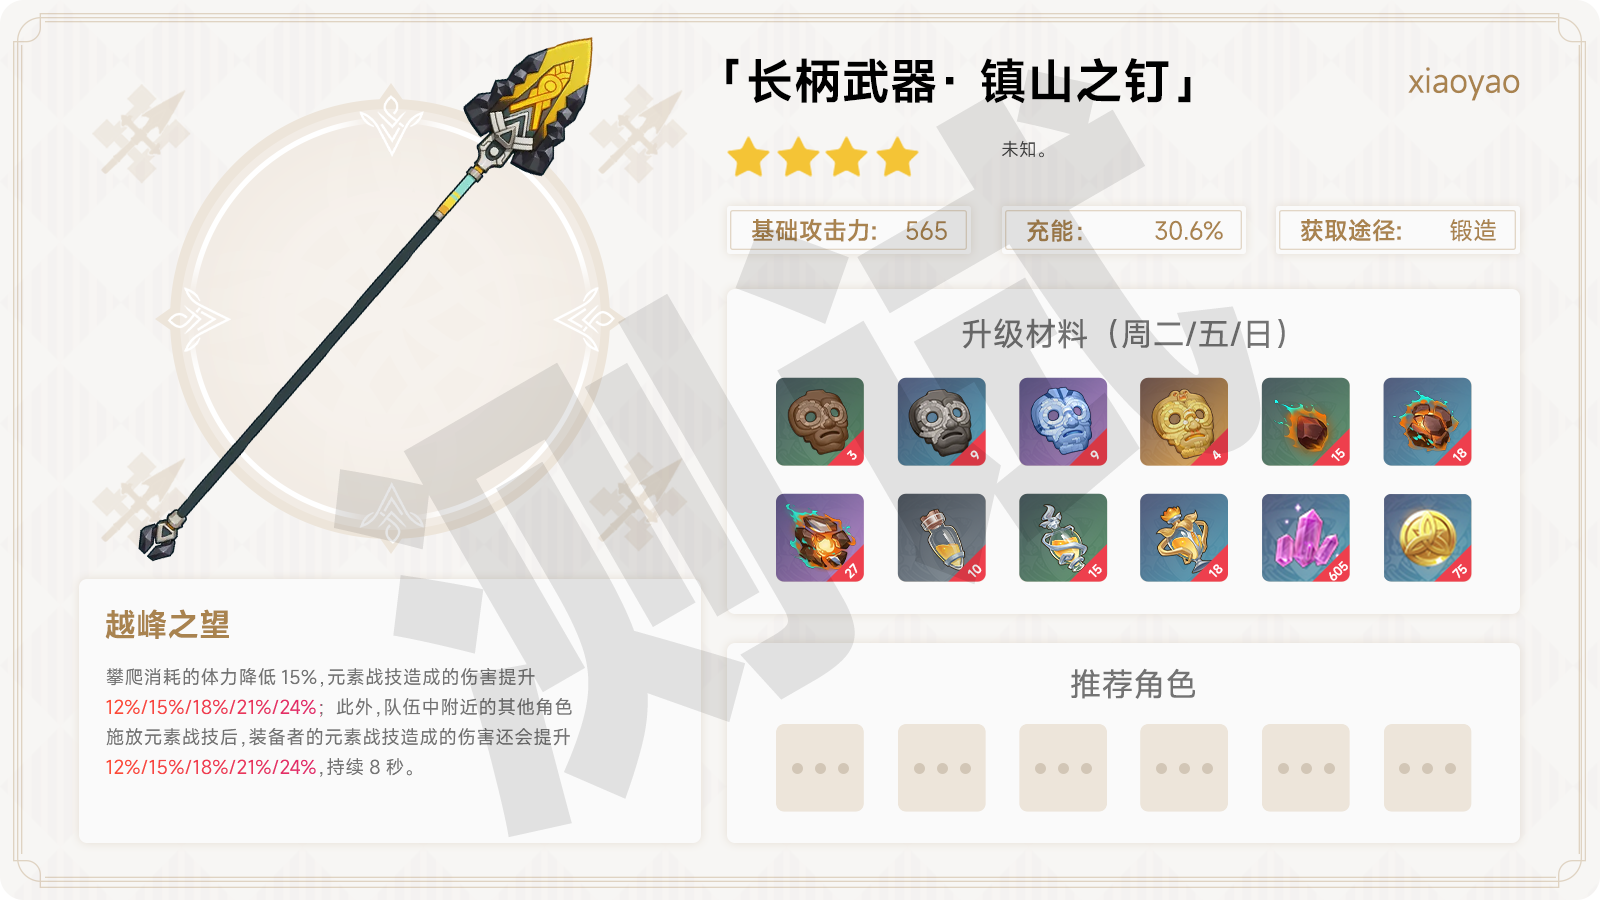 「长柄武器· 镇山之钉」
xiaoyao
未知。
基础攻击力: 565
充能: 30.6%
获取途径: 锻造
升级材料（周二/五/日）
3 9 9 4 15 18
27 10 15 18 605 75
越峰之望
攀爬消耗的体力降低 15%,元素战技造成的伤害提升
12%/15%/18%/21%/24%；此外,队伍中附近的其他角色
施放元素战技后,装备者的元素战技造成的伤害还会提升
12%/15%/18%/21%/24%,持续 8 秒。
推荐角色
测试